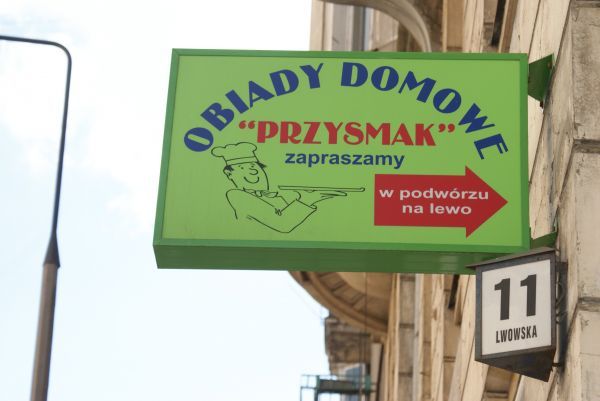 OBIADY DOMOWE
“PRZYSMAK”
zapraszamy
w podwórzu
na lewo
11
LWOWSKA